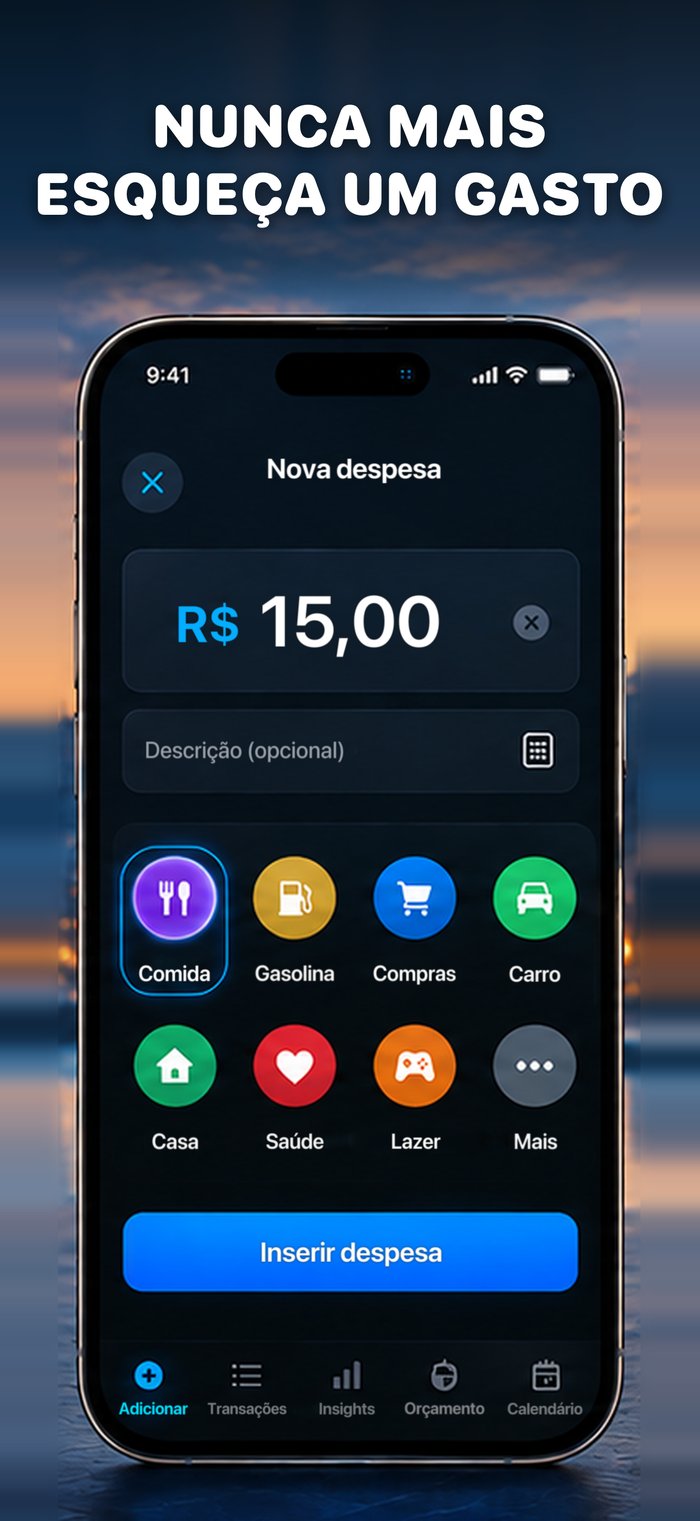 NUNCA MAIS
ESQUEÇA UM GASTO
9:41
Nova despesa
R$ 15,00
Descrição (opcional)
Comida Gasolina Compras Carro
Casa Saúde Lazer Mais
Inserir despesa
Adicionar Transações Insights Orçamento Calendário